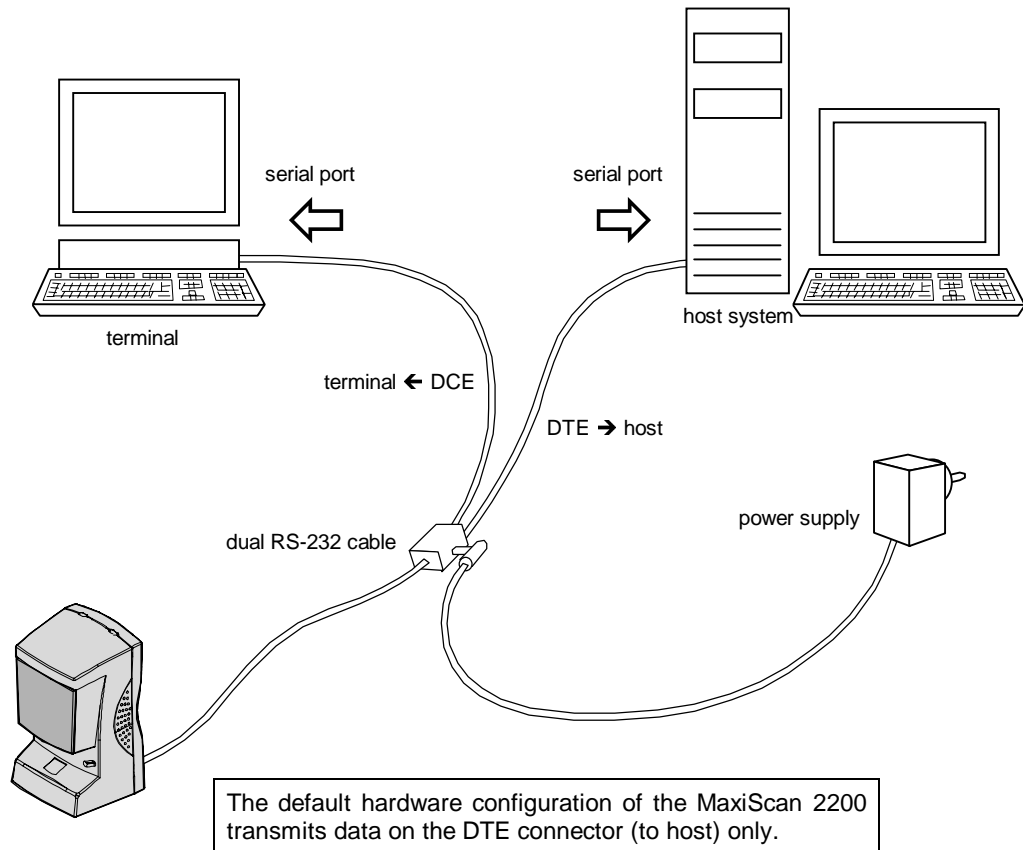 serial port
serial port
terminal
host system
terminal ← DCE
DTE → host
dual RS-232 cable
power supply
The default hardware configuration of the MaxiScan 2200
transmits data on the DTE connector (to host) only.